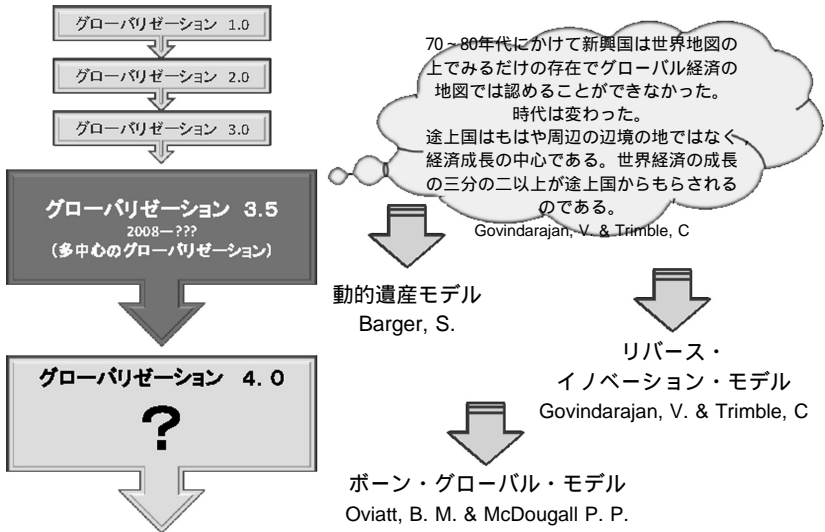 グローバリゼーション 1.0
グローバリゼーション 2.0
グローバリゼーション 3.0
グローバリゼーション 3.5
2008―???
(多中心のグローバリゼーション)
グローバリゼーション 4.0
?
70~80年代にかけて新興国は世界地図の
上でみるだけの存在でグローバル経済の
地図では認めることができなかった。
時代は変わった。
途上国はもはや周辺の辺境の地ではなく、
経済成長の中心である。世界経済の成長
の三分の二以上が途上国からもらされる
のである。
Govindarajan, V. & Trimble, C
動的遺産モデル
Barger, S.
リバース・
イノベーション・モデル
Govindarajan, V. & Trimble, C
ボーン・グローバル・モデル
Oviatt, B. M. & McDougall P. P.